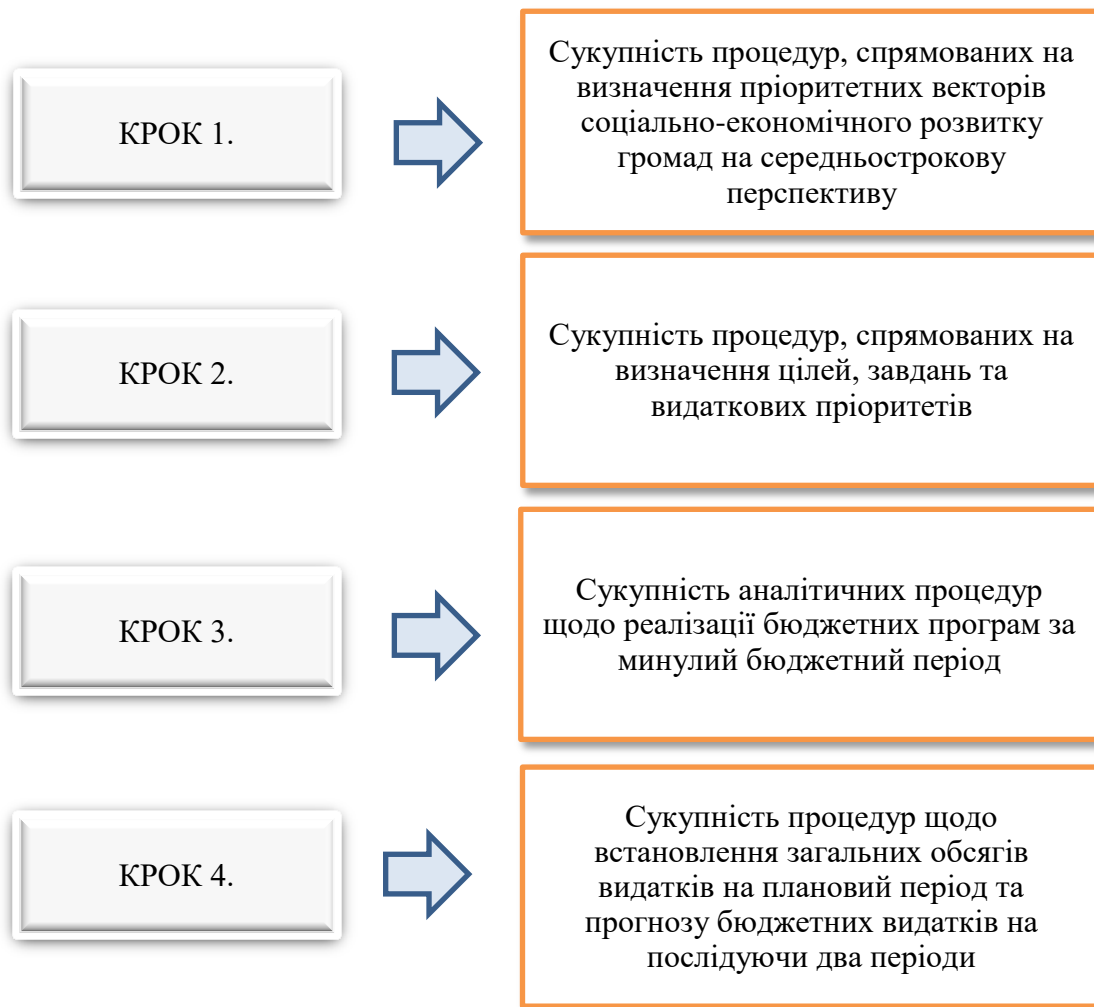 КРОК 1.
Сукупність процедур, спрямованих на
визначення пріоритетних векторів
соціально-економічного розвитку
громад на середньострокову
перспективу
КРОК 2.
Сукупність процедур, спрямованих на
визначення цілей, завдань та
видаткових пріоритетів
КРОК 3.
Сукупність аналітичних процедур
щодо реалізації бюджетних програм за
минулий бюджетний період
КРОК 4.
Сукупність процедур щодо
встановлення загальних обсягів
видатків на плановий період та
прогнозу бюджетних видатків на
послідуючи два періоди